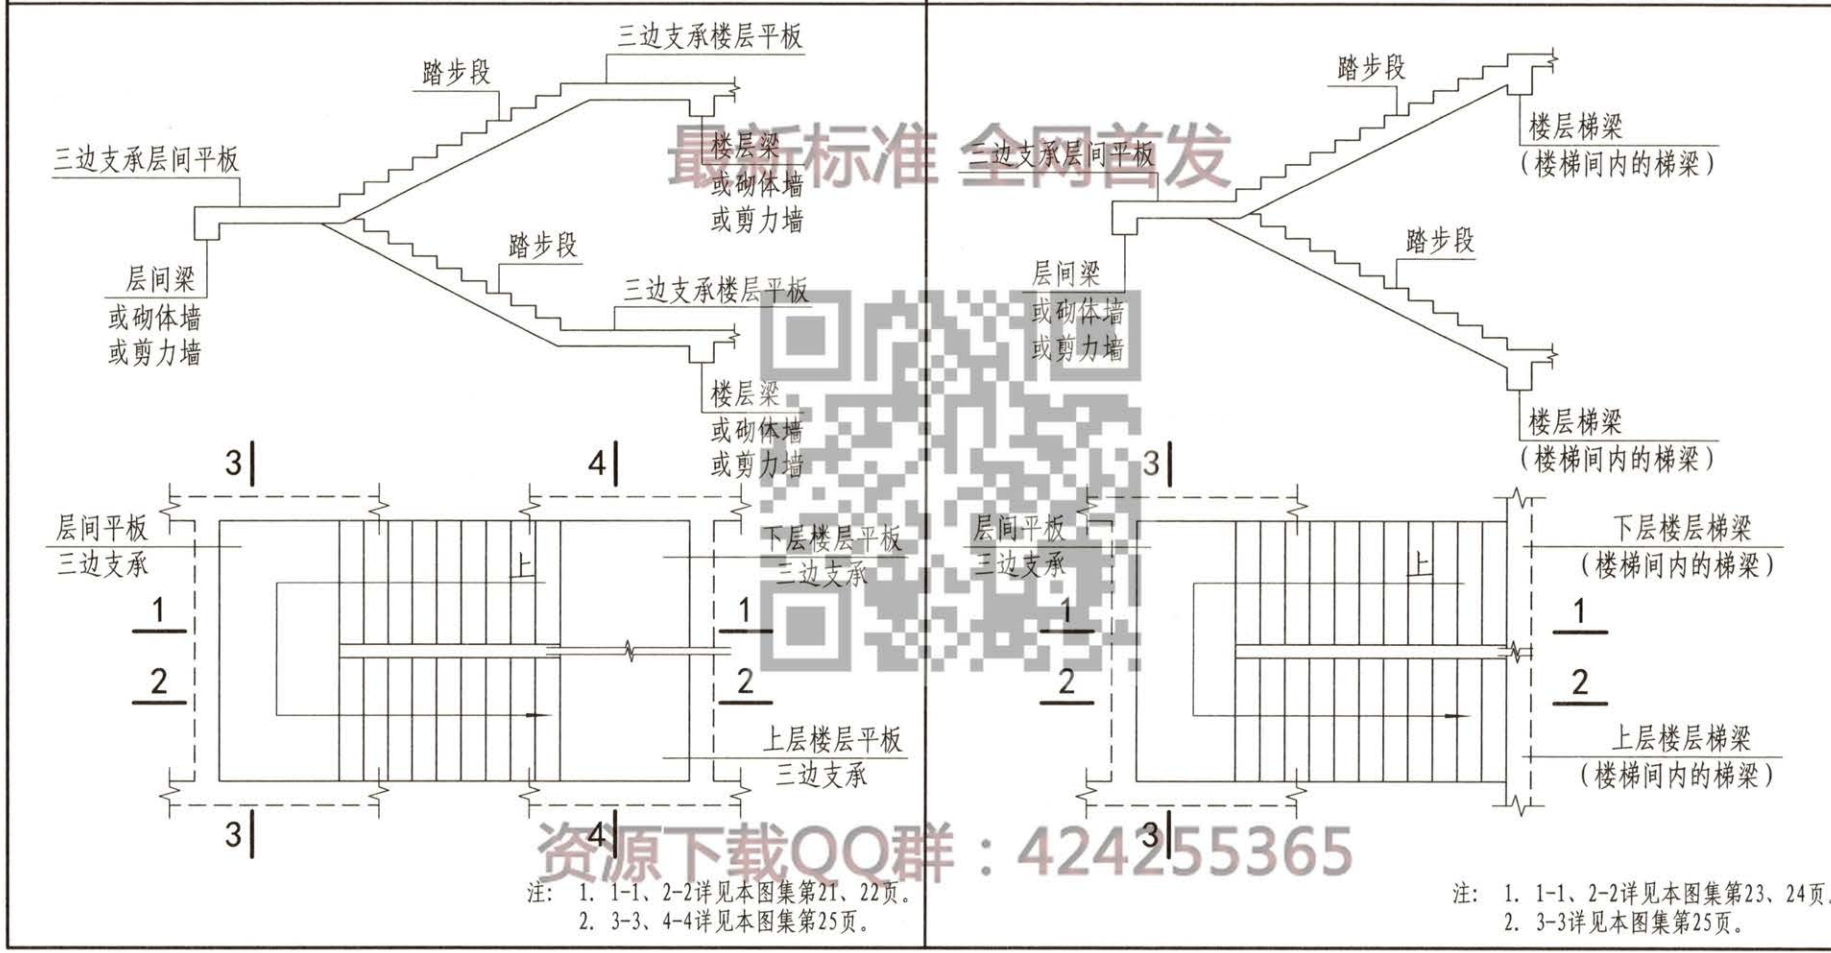 三边支承楼层平板
踏步段
三边支承层间平板
楼层梁
或砌体墙
或剪力墙
踏步段
层间梁
或砌体墙
或剪力墙
三边支承楼层平板
楼层梁
或砌体墙
或剪力墙
3
4
层间平板
三边支承
上
下层楼层平板
三边支承
1
1
2
2
上层楼层平板
三边支承
3
4
注: 1. 1-1、2-2详见本图集第21、22页。
2. 3-3、4-4详见本图集第25页。
踏步段
三边支承层间平板
楼层梯梁
(楼梯间内的梯梁)
踏步段
层间梁
或砌体墙
或剪力墙
楼层梯梁
(楼梯间内的梯梁)
3
层间平板
三边支承
上
下层楼层梯梁
(楼梯间内的梯梁)
1
1
2
2
上层楼层梯梁
(楼梯间内的梯梁)
3
注: 1. 1-1、2-2详见本图集第23、24页。
2. 3-3详见本图集第25页。
最新标准 全网首发
资源下载QQ群：424255365